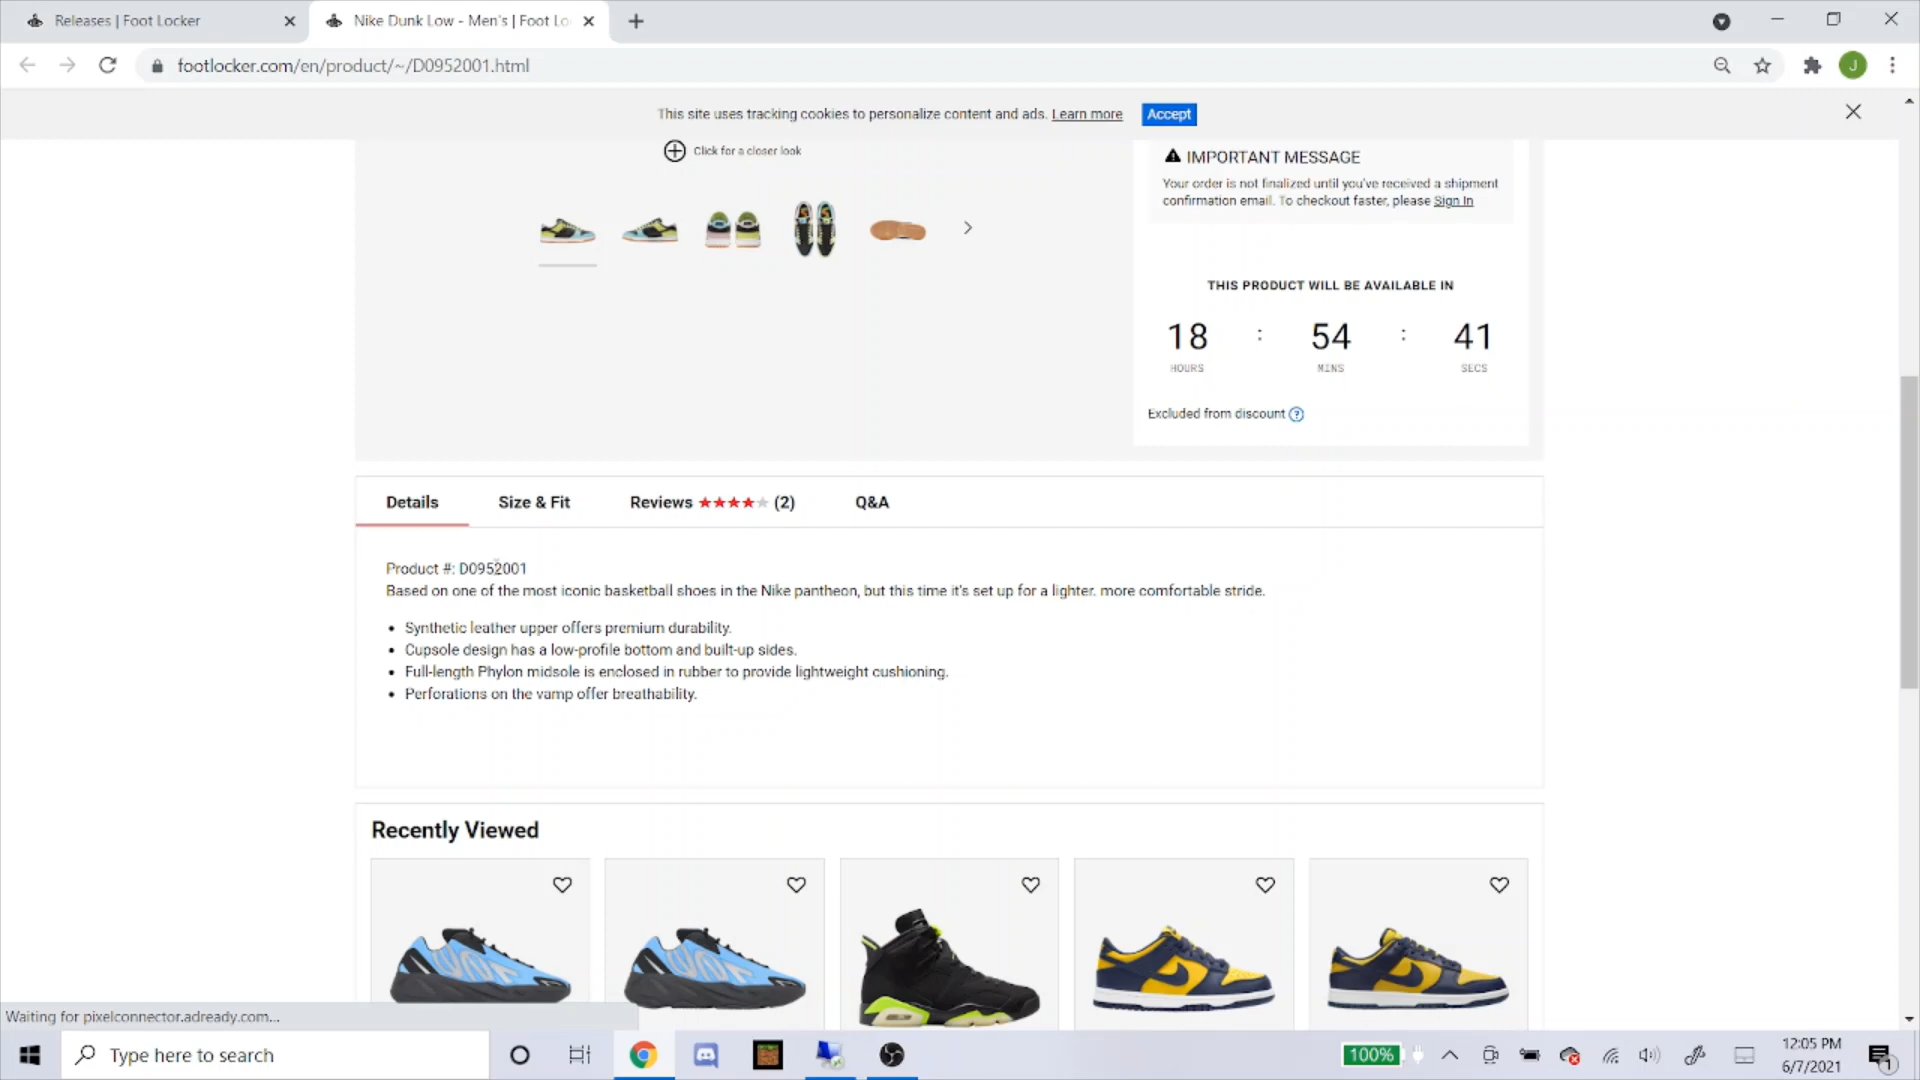 Releases | Foot Locker
Nike Dunk Low - Men's | Foot Lo
footlocker.com/en/product/~/D0952001.html
J
This site uses tracking cookies to personalize content and ads. Learn more Accept
Click for a closer look
IMPORTANT MESSAGE
Your order is not finalized until you've received a shipment
confirmation email. To checkout faster, please Sign In
THIS PRODUCT WILL BE AVAILABLE IN
18 : 54 : 41
HOURS MINS SECS
Excluded from discount ?
Details Size & Fit Reviews (2) Q&A
Product #: D0952001
Based on one of the most iconic basketball shoes in the Nike pantheon, but this time it's set up for a lighter. more comfortable stride.
• Synthetic leather upper offers premium durability.
• Cupsole design has a low-profile bottom and built-up sides.
• Full-length Phylon midsole is enclosed in rubber to provide lightweight cushioning.
• Perforations on the vamp offer breathability.
Recently Viewed
Waiting for pixelconnector.adready.com...
Type here to search
100%
12:05 PM
6/7/2021
1